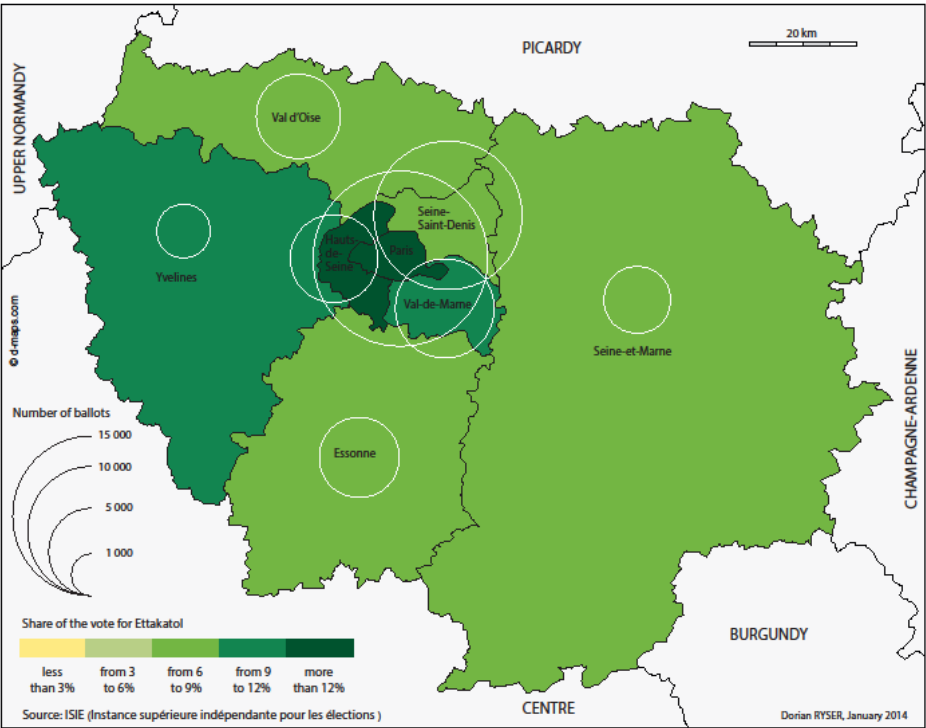 PICARDY
20 km
UPPER NORMANDY
Val d'Oise
Seine-
Saint-Denis
Hauts-
de-
Seine
Paris
Yvelines
Val-de-Marne
Seine-et-Marne
© d-maps.com
CHAMPAGNE-ARDENNE
Number of ballots
15 000
10 000
5 000
1 000
Essonne
Share of the vote for Ettakatol
less
than 3%
from 3
to 6%
from 6
to 9%
from 9
to 12%
more
than 12%
BURGUNDY
CENTRE
Source: ISIE (Instance supérieure indépendante pour les élections )
Dorian RYSER, January 2014